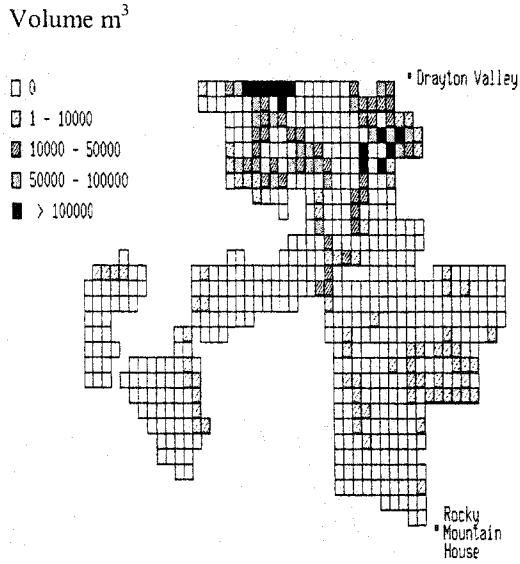 Volume m³
0
1 - 10000
10000 - 50000
50000 - 100000
> 100000
Drayton Valley
Rocky
Mountain
House